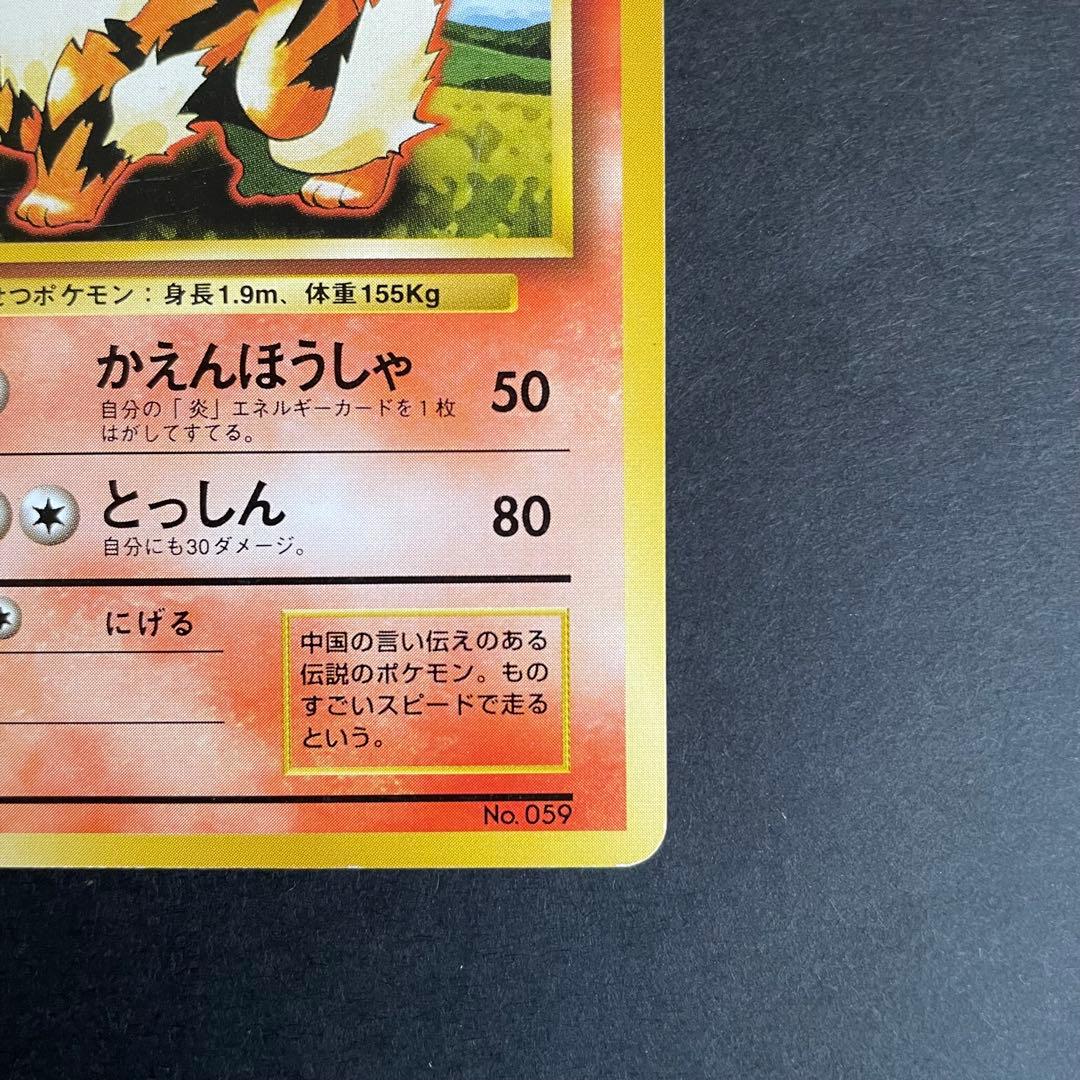 せつポケモン：身長1.9m、体重155Kg
かえんほうしゃ 50
自分の「炎」エネルギーカードを1枚
はがしてすてる。
とっしん 80
自分にも30ダメージ。
にげる
中国の言い伝えのある
伝説のポケモン。もの
すごいスピードで走る
という。
No. 059